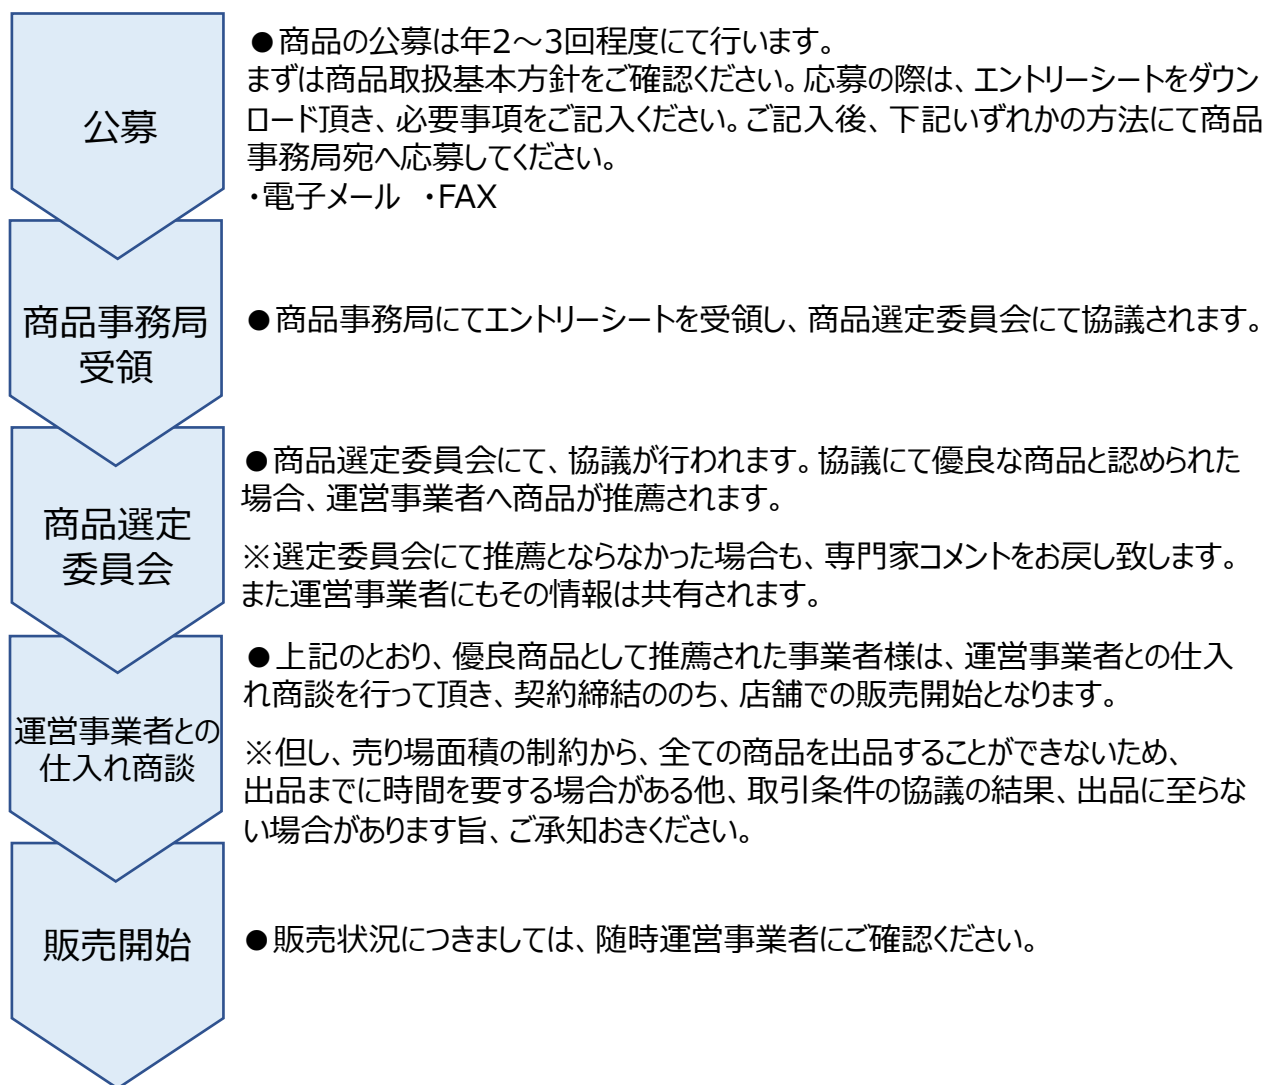 公募
●商品の公募は年2～3回程度にて行います。
まずは商品取扱基本方針をご確認ください。応募の際は、エントリーシートをダウン
ロード頂き、必要事項をご記入ください。ご記入後、下記いずれかの方法にて商品
事務局宛へ応募してください。
・電子メール　・FAX
商品事務局
受領
●商品事務局にてエントリーシートを受領し、商品選定委員会にて協議されます。
商品選定
委員会
●商品選定委員会にて、協議が行われます。協議にて優良な商品と認められた
場合、運営事業者へ商品が推薦されます。
※選定委員会にて推薦とならなかった場合も、専門家コメントをお戻し致します。
また運営事業者にもその情報は共有されます。
運営事業者との
仕入れ商談
●上記のとおり、優良商品として推薦された事業者様は、運営事業者との仕入
れ商談を行って頂き、契約締結ののち、店舗での販売開始となります。
※但し、売り場面積の制約から、全ての商品を出品することができないため、
出品までに時間を要する場合がある他、取引条件の協議の結果、出品に至らな
い場合があります旨、ご承知おきください。
販売開始
●販売状況につきましては、随時運営事業者にご確認ください。